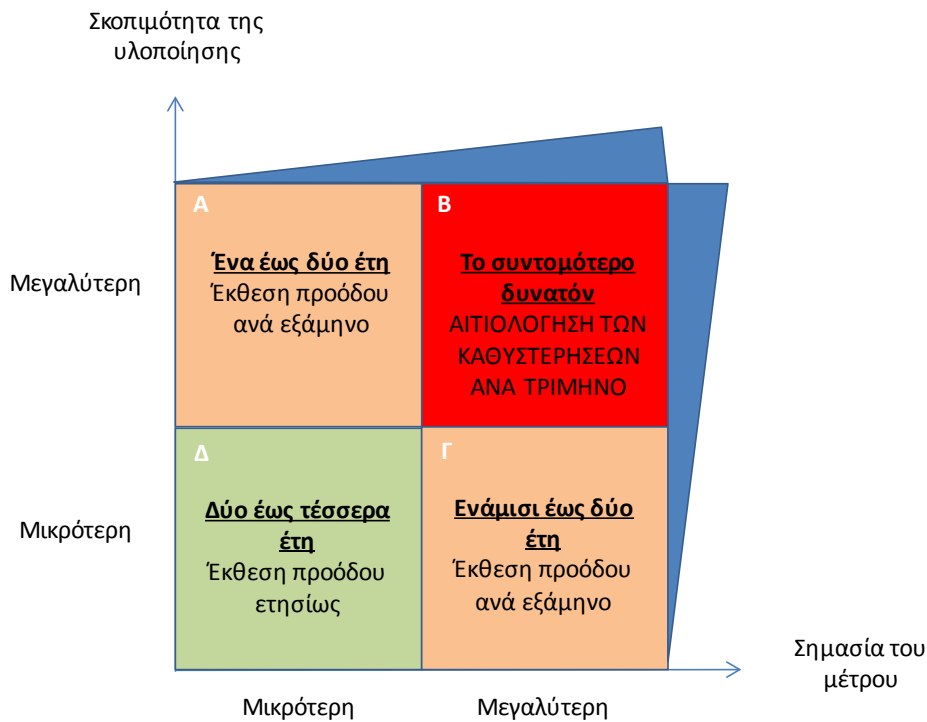 Σκοπιμότητα της
υλοποίησης
Μεγαλύτερη
Μικρότερη
Α
Ένα έως δύο έτη
Έκθεση προόδου
ανά εξάμηνο
Β
Το συντομότερο
δυνατόν
ΑΙΤΙΟΛΟΓΗΣΗ ΤΩΝ
ΚΑΘΥΣΤΕΡΗΣΕΩΝ
ΑΝΑ ΤΡΙΜΗΝΟ
Δ
Δύο έως τέσσερα
έτη
Έκθεση προόδου
ετησίως
Γ
Ενάμισι έως δύο
έτη
Έκθεση προόδου
ανά εξάμηνο
Μικρότερη
Μεγαλύτερη
Σημασία του
μέτρου